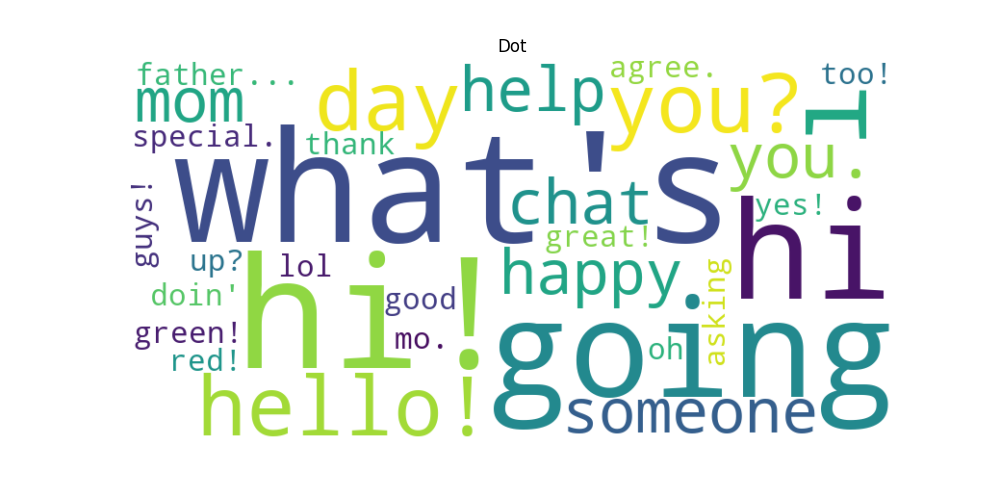 Dot
father...
mom
day
help
agree.
you?
too!
1
special.
thank
what's
you.
guys!
chat
yes!
great!
hi
up?
lol
happy
doin'
hi!
good
asking
green!
mo.
going
oh
red!
hello!
someone